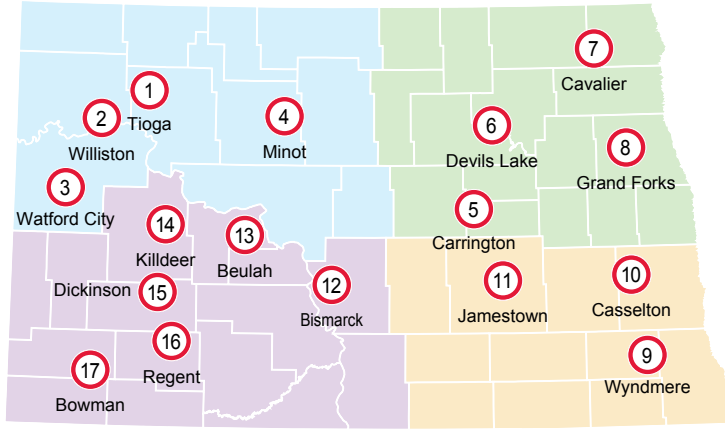 7
Cavalier
1
Tioga
2
Williston
4
Minot
6
Devils Lake
8
Grand Forks
3
Watford City
5
Carrington
14
Killdeer
13
Beulah
12
Bismarck
11
Jamestown
10
Casselton
Dickinson 15
16
Regent
9
Wyndmere
17
Bowman